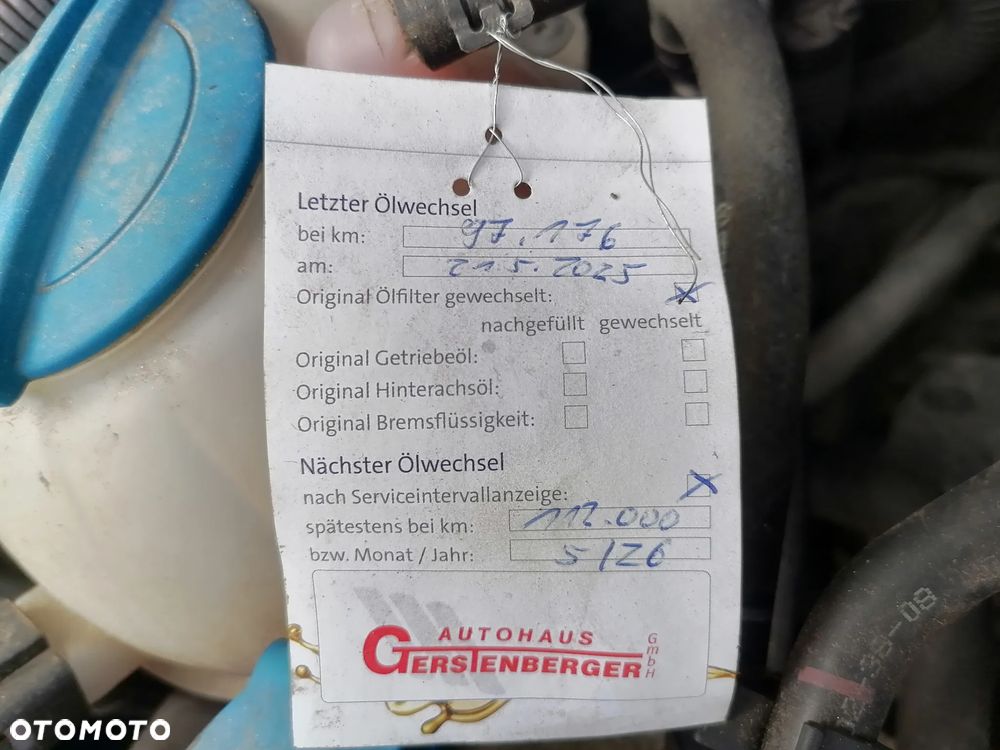 Letzter Ölwechsel
bei km: 97.176
am: 21.5.2025
Original Ölfilter gewechselt: X
nachgefüllt gewechselt
Original Getriebeöl:
Original Hinterachsöl:
Original Bremsflüssigkeit:
Nächster Ölwechsel
nach Serviceintervallanzeige: X
spätestens bei km: 112.000
bzw. Monat / Jahr: 5/26
AUTOHAUS
GERSTENBERGER GmbH
OTOMOTO